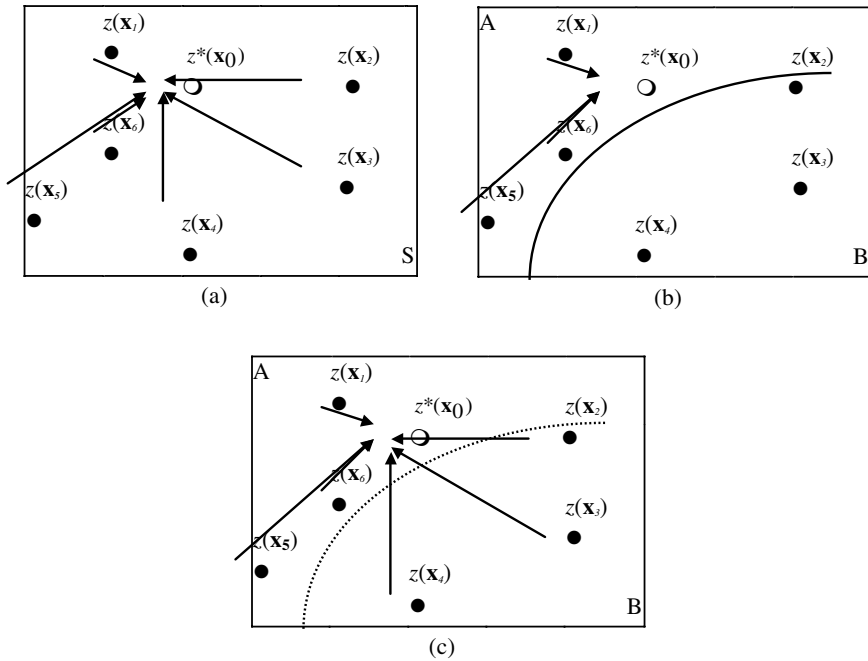 z(x₁)
z*(x0)
z(x₂)
z(x₆)
z(x₃)
z(x₅)
z(x₄)
S
(a)
A
z(x₁)
z*(x0)
z(x₂)
z(x₆)
z(x₃)
z(x5)
z(x₄)
B
(b)
A
z(x₁)
z*(x0)
z(x₂)
z(x₆)
z(x₃)
z(x5)
z(x₄)
B
(c)